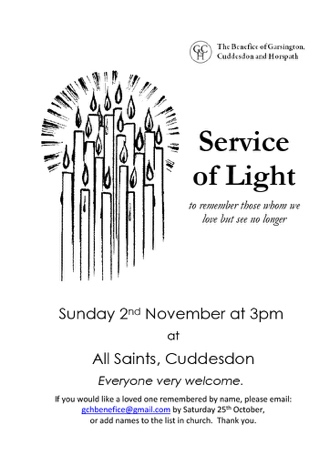 GCH
The Benefice of Garsington,
Cuddesdon and Horspath
Service
of Light
to remember those whom we
love but see no longer
Sunday 2nd November at 3pm
at
All Saints, Cuddesdon
Everyone very welcome.
If you would like a loved one remembered by name, please email:
gchbenefice@gmail.com by Saturday 25th October,
or add names to the list in church.  Thank you.